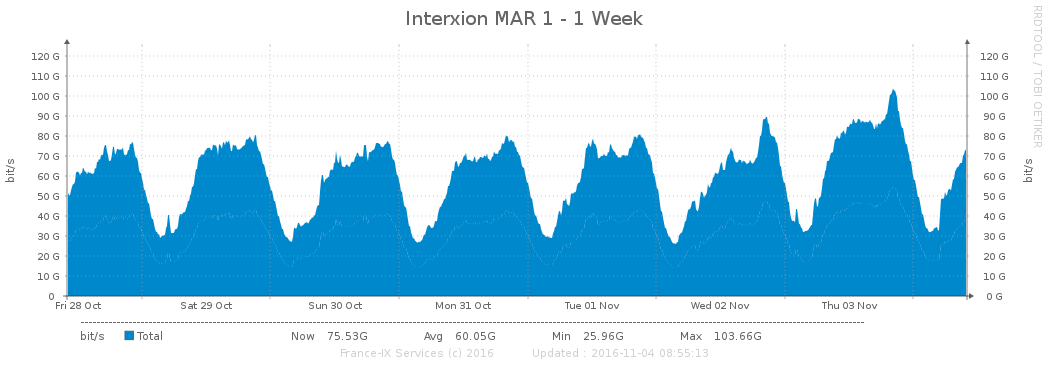 Interxion MAR 1 - 1 Week
RRDTOOL / TOBI OETIKER
bit/s
120 G 120 G
110 G 110 G
100 G 100 G
90 G 90 G
80 G 80 G
70 G 70 G
60 G 60 G
50 G 50 G
40 G 40 G
30 G 30 G
20 G 20 G
10 G 10 G
0 0 G
bit/s
Fri 28 Oct Sat 29 Oct Sun 30 Oct Mon 31 Oct Tue 01 Nov Wed 02 Nov Thu 03 Nov
bit/s Total Now 75.53G Avg 60.05G Min 25.96G Max 103.66G
France-IX Services (c) 2016 Updated : 2016-11-04 08:55:13